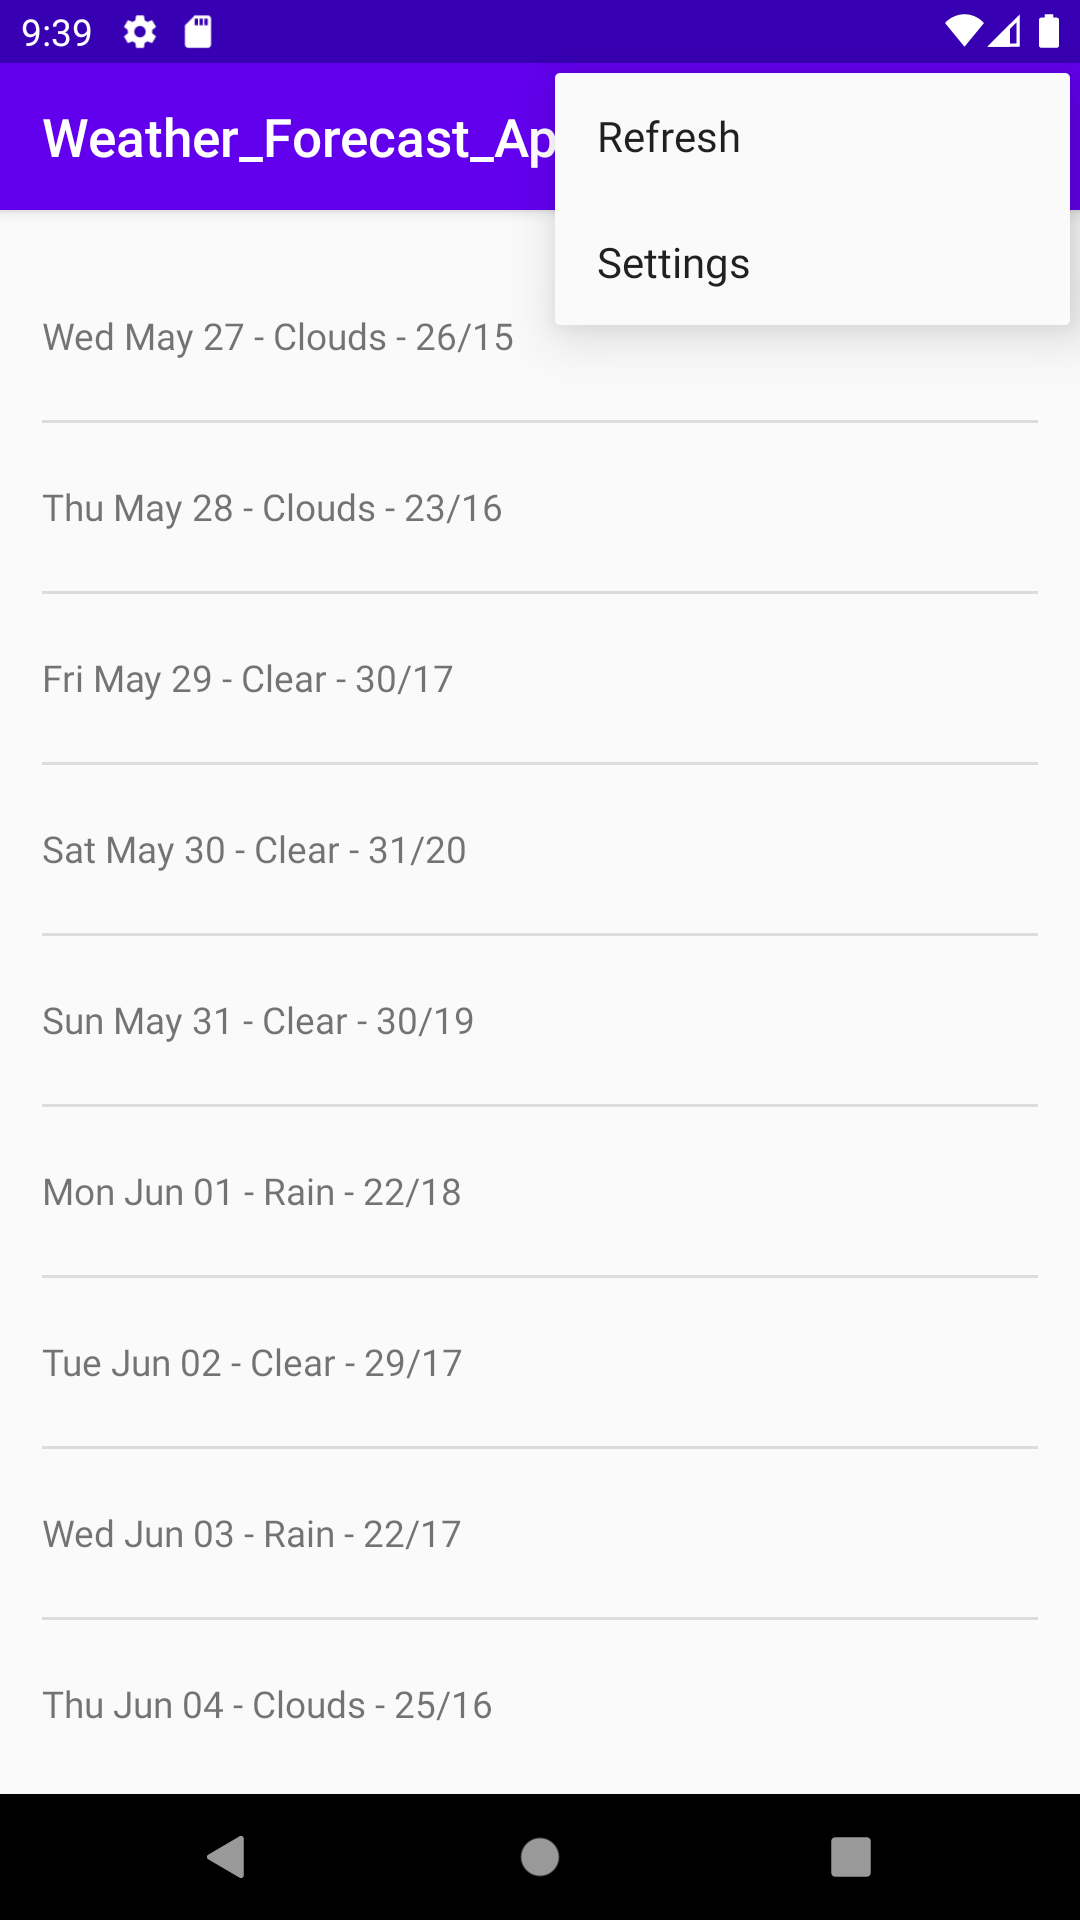 9:39
Weather_Forecast_Ap
Refresh
Settings
Wed May 27 - Clouds - 26/15
Thu May 28 - Clouds - 23/16
Fri May 29 - Clear - 30/17
Sat May 30 - Clear - 31/20
Sun May 31 - Clear - 30/19
Mon Jun 01 - Rain - 22/18
Tue Jun 02 - Clear - 29/17
Wed Jun 03 - Rain - 22/17
Thu Jun 04 - Clouds - 25/16